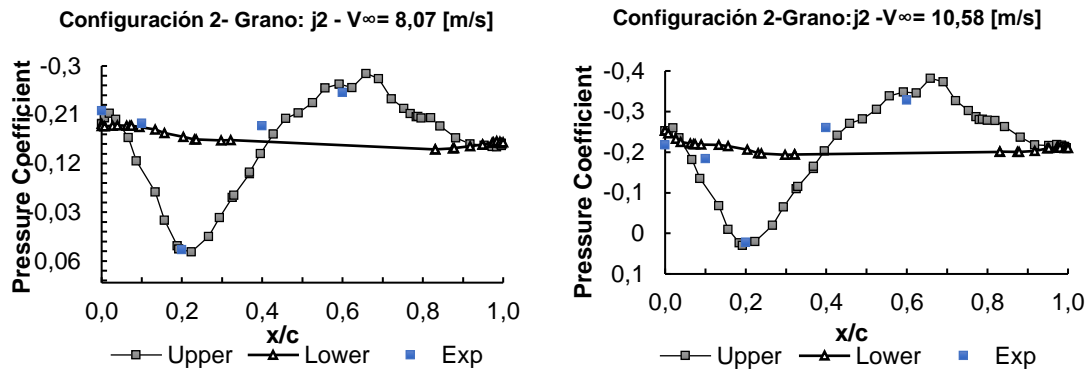 Configuración 2- Grano: j2 - V∞= 8,07 [m/s]
Pressure Coefficient
-0,3
0,21
0,12
0,03
0,06
0,0 0,2 0,4 0,6 0,8 1,0
x/c
Upper Lower Exp
Configuración 2-Grano:j2 -V∞= 10,58 [m/s]
Pressure Coefficient
-0,4
-0,3
-0,2
-0,1
0
0,1
0,0 0,2 0,4 0,6 0,8 1,0
x/c
Upper Lower Exp